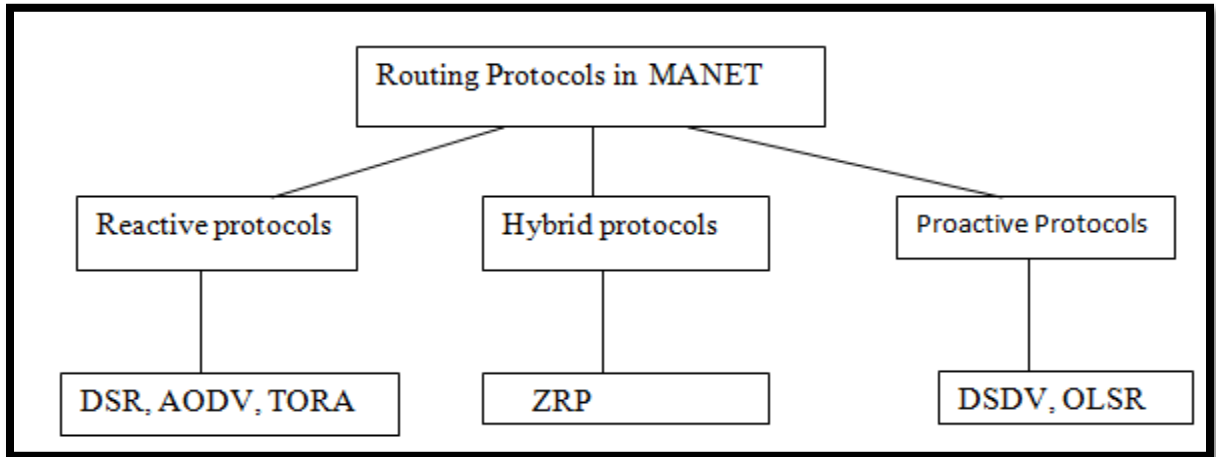 Routing Protocols in MANET
Reactive protocols
Hybrid protocols
Proactive Protocols
DSR, AODV, TORA
ZRP
DSDV, OLSR